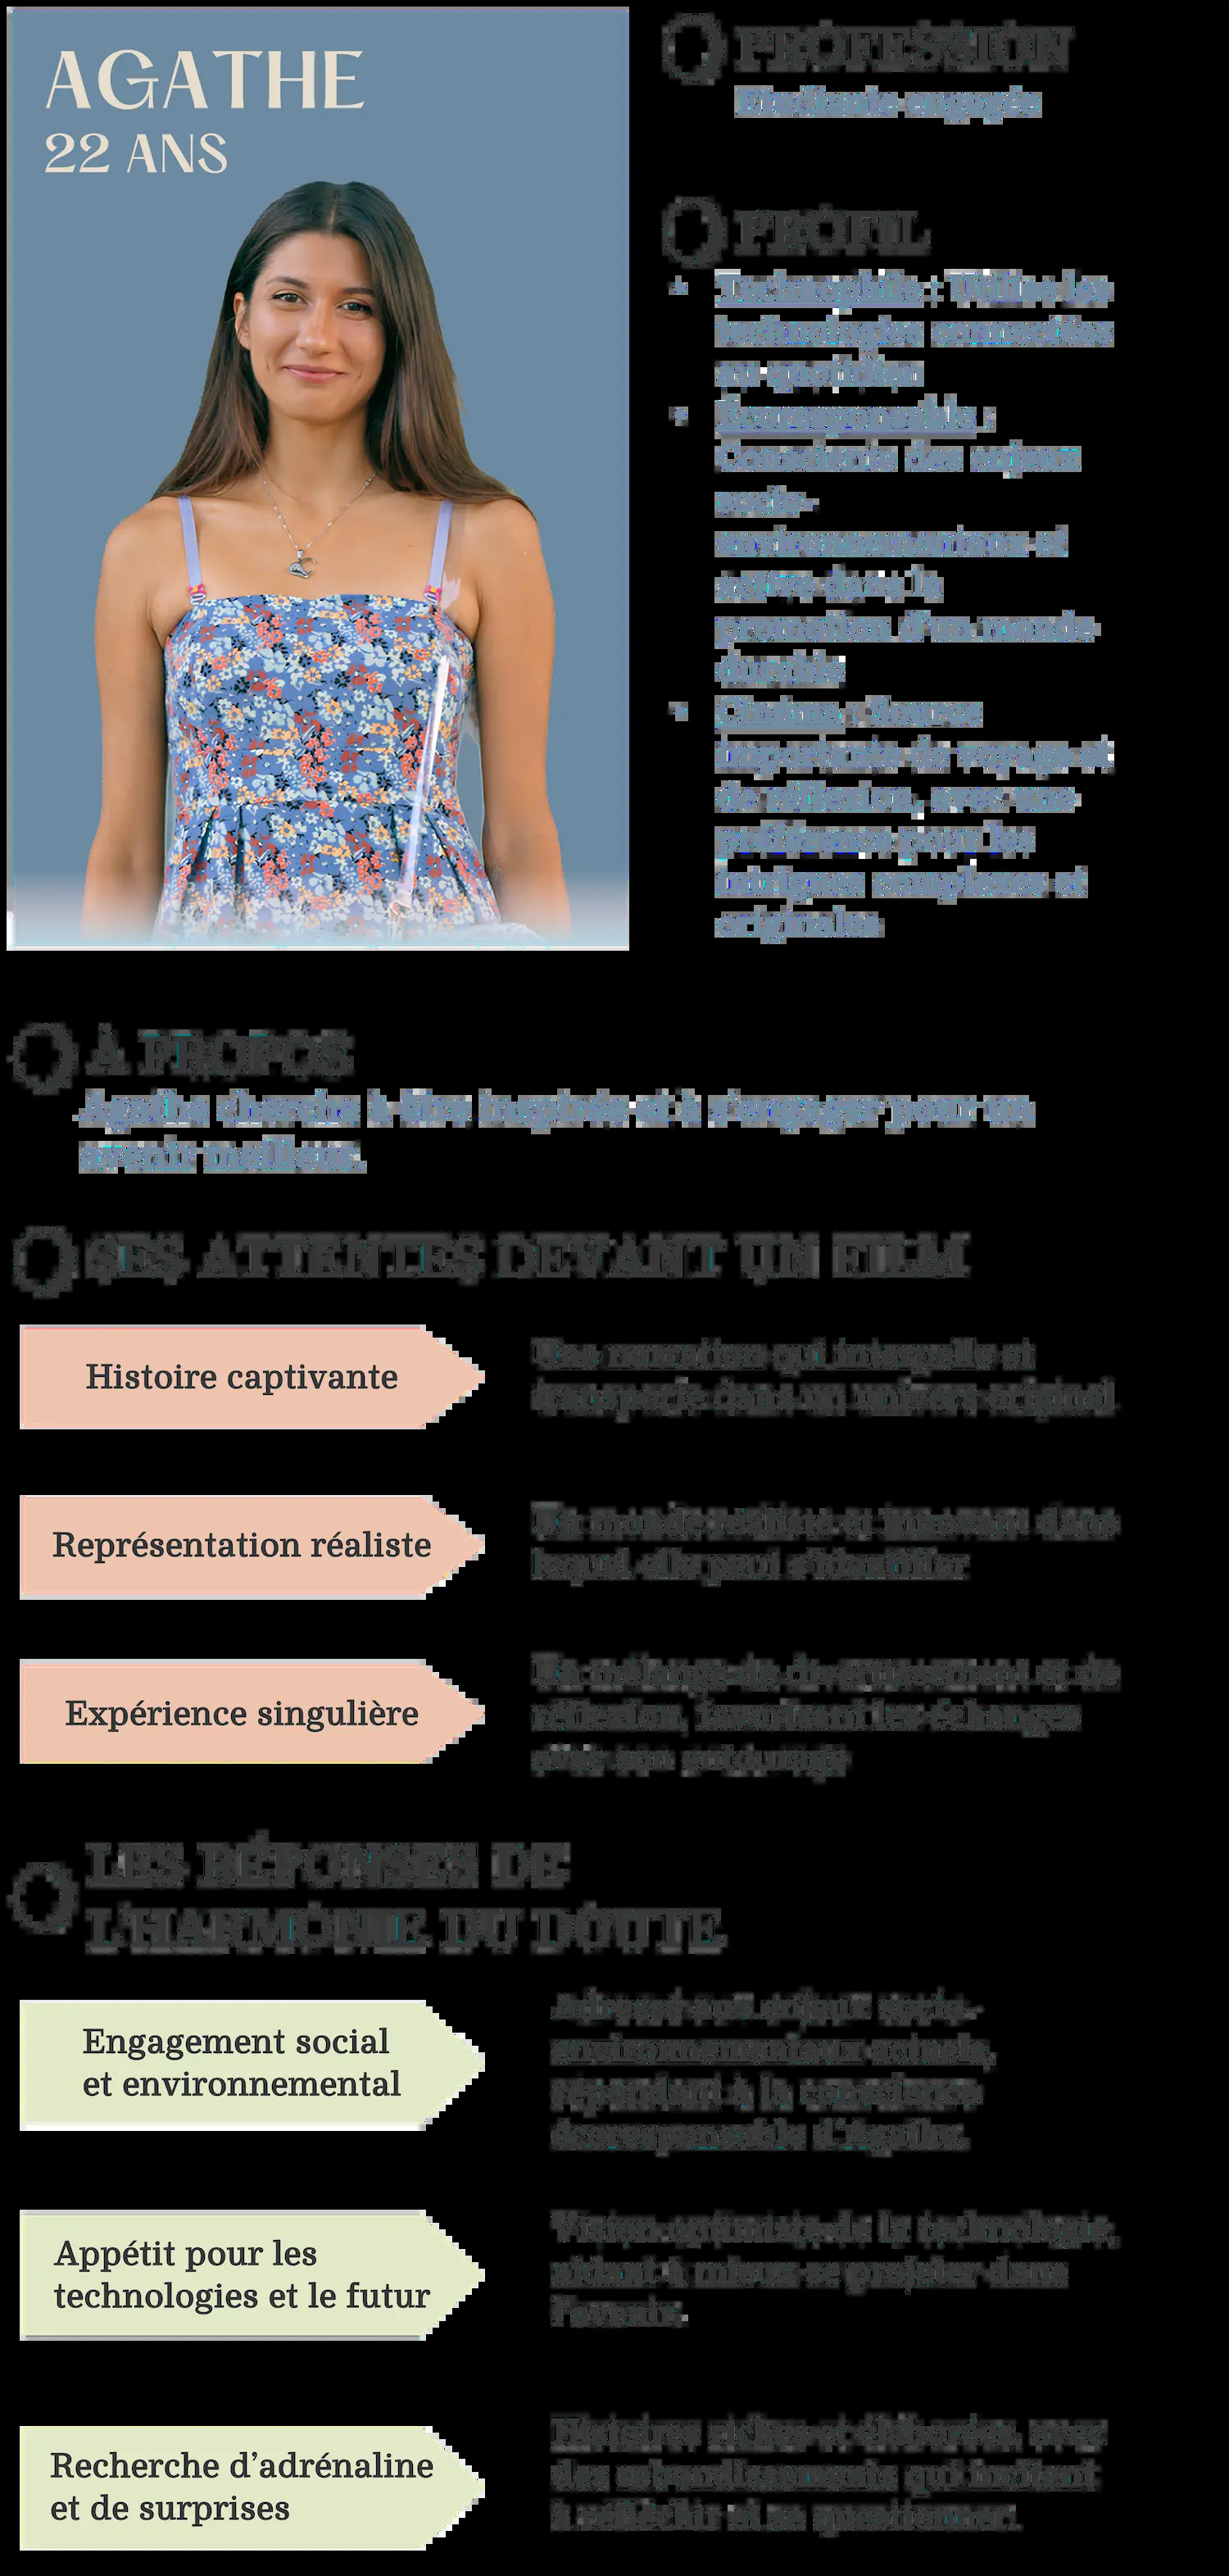 AGATHE
22 ANS
PROFESSION
Etudiante engagée
PROFIL
Technophile : Utilise les
technologies connectées
au quotidien
Écoresponsable :
Consciente des enjeux
socio-
environnementaux et
active dans la
promotion d'un monde
durable
Cinéma : Source
importante de voyage et
de réflexion, avec une
préférence pour les
intrigues complexes et
originales
À PROPOS
Agathe cherche à être inspirée et à s'engager pour un
avenir meilleur.
SES ATTENTES DEVANT UN FILM
Histoire captivante
Une narration qui interpelle et
transporte dans un univers original
Représentation réaliste
Un monde réaliste et innovant dans
lequel elle peut s'identifier
Expérience singulière
Un mélange de divertissement et de
réflexion, favorisant les échanges
avec son entourage
LES RÉPONSES DE
L'HARMONIE DU DOUTE
Engagement social
et environnemental
aux enjeux socio-
environnementaux actuels,
répondant à la conscience
écoresponsable d'Agathe.
Appétit pour les
technologies et le futur
Vision optimiste de la technologie,
aidant à mieux se projeter dans
l'avenir.
Recherche d’adrénaline
et de surprises
Histoire riche et élaborée, avec
des rebondissements qui invitent
à réfléchir et se questionner.